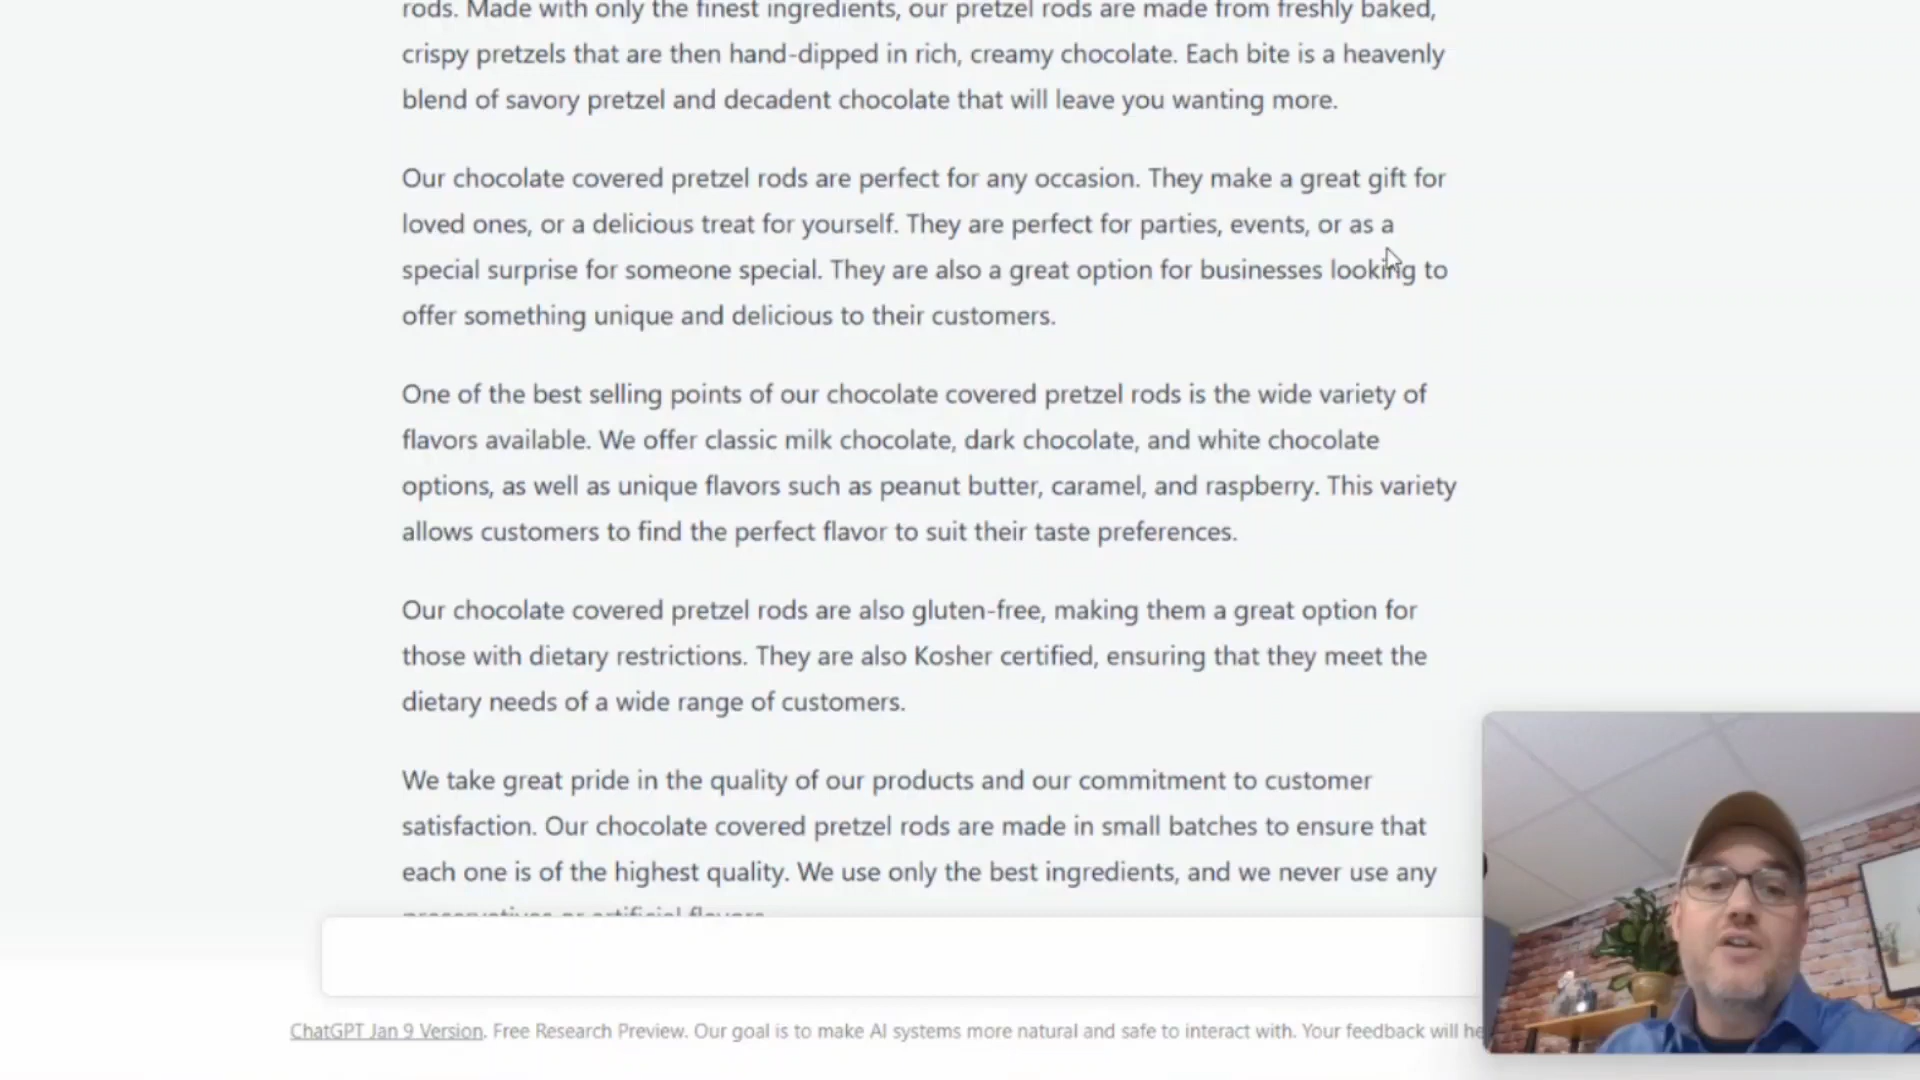 rods. Made with only the finest ingredients, our pretzel rods are made from freshly baked,
crispy pretzels that are then hand-dipped in rich, creamy chocolate. Each bite is a heavenly
blend of savory pretzel and decadent chocolate that will leave you wanting more.
Our chocolate covered pretzel rods are perfect for any occasion. They make a great gift for
loved ones, or a delicious treat for yourself. They are perfect for parties, events, or as a
special surprise for someone special. They are also a great option for businesses looking to
offer something unique and delicious to their customers.
One of the best selling points of our chocolate covered pretzel rods is the wide variety of
flavors available. We offer classic milk chocolate, dark chocolate, and white chocolate
options, as well as unique flavors such as peanut butter, caramel, and raspberry. This variety
allows customers to find the perfect flavor to suit their taste preferences.
Our chocolate covered pretzel rods are also gluten-free, making them a great option for
those with dietary restrictions. They are also Kosher certified, ensuring that they meet the
dietary needs of a wide range of customers.
We take great pride in the quality of our products and our commitment to customer
satisfaction. Our chocolate covered pretzel rods are made in small batches to ensure that
each one is of the highest quality. We use only the best ingredients, and we never use any
preservatives or artificial flavors.
ChatGPT Jan 9 Version. Free Research Preview. Our goal is to make AI systems more natural and safe to interact with. Your feedback will he